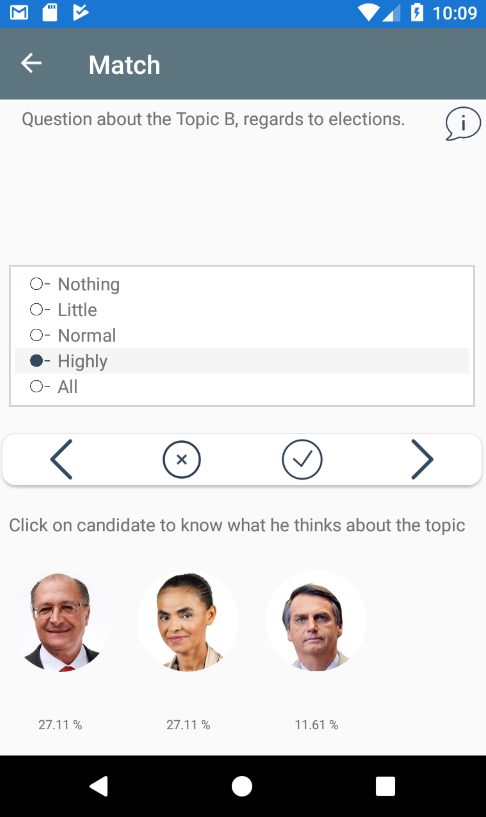 10:09
Match
Question about the Topic B, regards to elections.
i
Nothing
Little
Normal
Highly
All
Click on candidate to know what he thinks about the topic
27.11 %
27.11 %
11.61 %